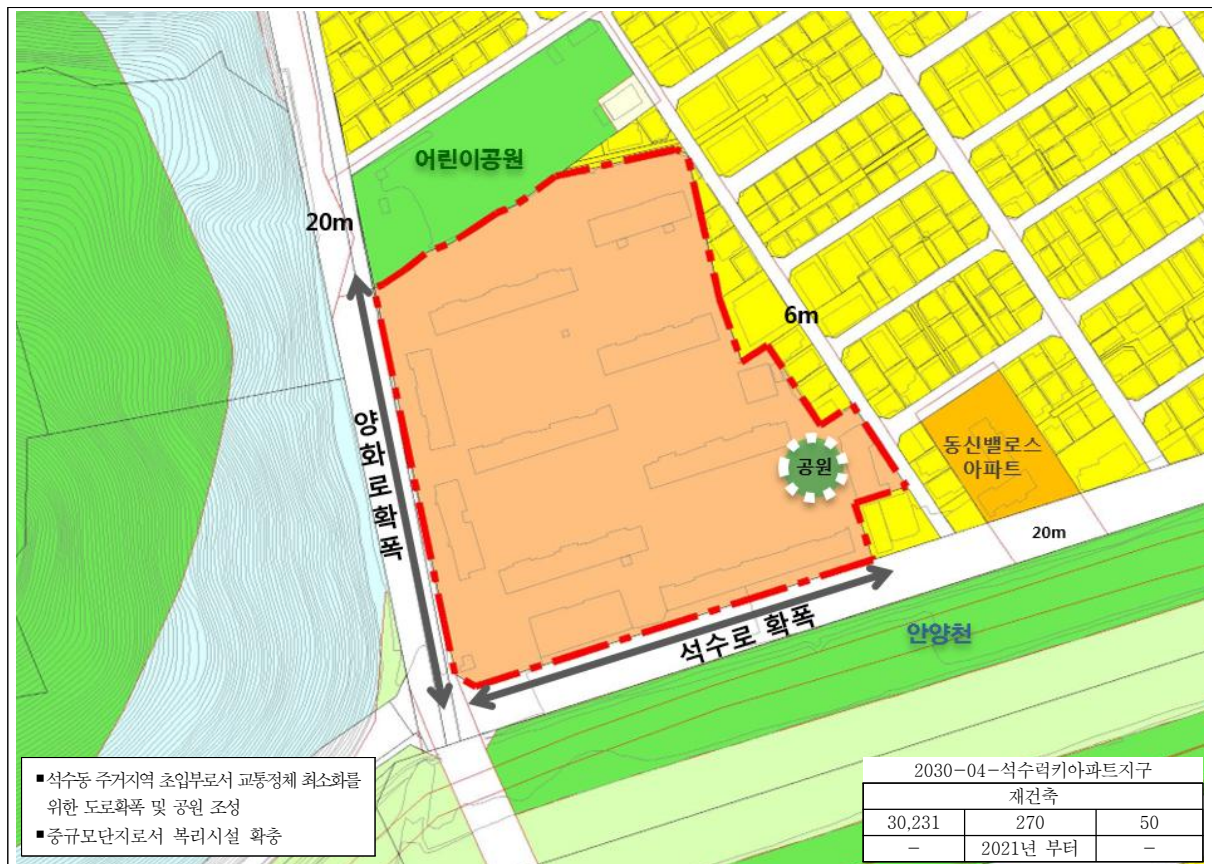 어린이공원
20m
6m
양화로확폭
공원
동신밸로스
아파트
20m
석수로 확폭
안양천
▪석수동 주거지역 초입부로서 교통정체 최소화를
위한 도로확폭 및 공원 조성
▪중규모단지로서 복리시설 확충
2030-04-석수럭키아파트지구
재건축
30,231 270 50
- 2021년 부터 -